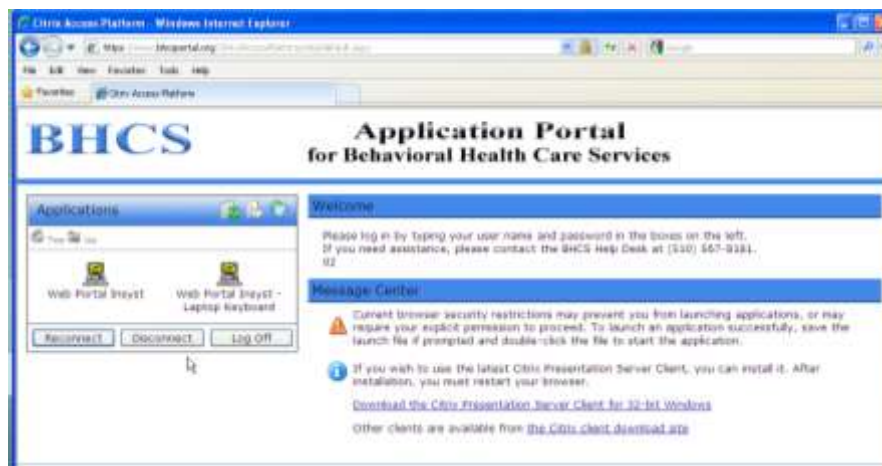 Citrix Access Platform - Windows Internet Explorer
File Edit View Favorites Tools Help
Favorites Citrix Access Platform
BHCS
Application Portal
for Behavioral Health Care Services
Applications
Web Portal Insyst
Web Portal Insyst -
Laptop Keyboard
Reconnect Disconnect Log Off
Welcome
Please log in by typing your user name and password in the boxes on the left.
If you need assistance, please contact the BHCS Help Desk at (510) 567-8181.
Message Center
Current browser security restrictions may prevent you from launching applications, or may
require your explicit permission to proceed. To launch an application successfully, save the
launch file if prompted and double-click the file to start the application.
If you wish to use the latest Citrix Presentation Server Client, you can install it. After
installation, you must restart your browser.
Download the Citrix Presentation Server Client for 32-bit Windows
Other clients are available from the Citrix client download site